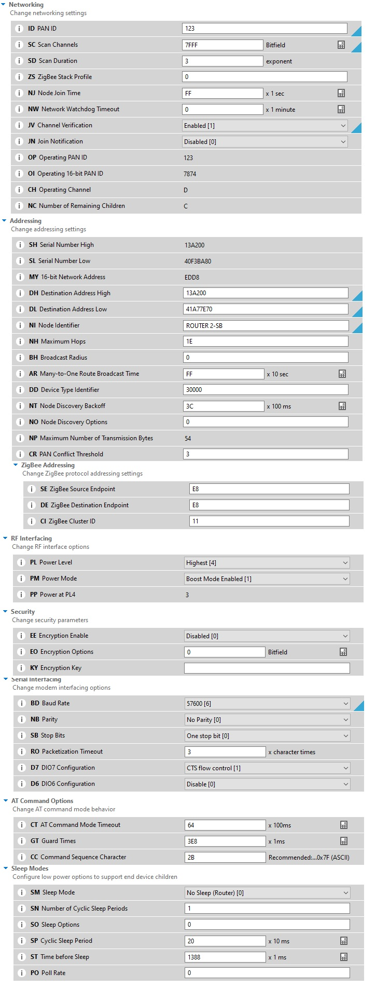 Networking
Change networking settings
i ID PAN ID 123
i SC Scan Channels 7FFF Bitfield
i SD Scan Duration 3 exponent
i ZS ZigBee Stack Profile 0
i NJ Node Join Time FF x 1 sec
i NW Network Watchdog Timeout 0 x 1 minute
i JV Channel Verification Enabled [1]
i JN Join Notification Disabled [0]
i OP Operating PAN ID 123
i OI Operating 16-bit PAN ID 7874
i CH Operating Channel D
i NC Number of Remaining Children C
Addressing
Change addressing settings
i SH Serial Number High 13A200
i SL Serial Number Low 40F3BA80
i MY 16-bit Network Address EDD8
i DH Destination Address High 13A200
i DL Destination Address Low 41A77E70
i NI Node Identifier ROUTER 2-SB
i NH Maximum Hops 1E
i BH Broadcast Radius 0
i AR Many-to-One Route Broadcast Time FF x 10 sec
i DD Device Type Identifier 30000
i NT Node Discovery Backoff 3C x 100 ms
i NO Node Discovery Options 0
i NP Maximum Number of Transmission Bytes 54
i CR PAN Conflict Threshold 3
ZigBee Addressing
Change ZigBee protocol addressing settings
i SE ZigBee Source Endpoint E8
i DE ZigBee Destination Endpoint E8
i CI ZigBee Cluster ID 11
RF Interfacing
Change RF interface options
i PL Power Level Highest [4]
i PM Power Mode Boost Mode Enabled [1]
i PP Power at PL4 3
Security
Change security parameters
i EE Encryption Enable Disabled [0]
i EO Encryption Options 0 Bitfield
i KY Encryption Key
Serial Interfacing
Change modem interfacing options
i BD Baud Rate 57600 [6]
i NB Parity No Parity [0]
i SB Stop Bits One stop bit [0]
i RO Packetization Timeout 3 x character times
i D7 DIO7 Configuration CTS flow control [1]
i D6 DIO6 Configuration Disable [0]
AT Command Options
Change AT command mode behavior
i CT AT Command Mode Timeout 64 x 100ms
i GT Guard Times 3E8 x 1ms
i CC Command Sequence Character 2B Recommended:...0x7F (ASCII)
Sleep Modes
Configure low power options to support end device children
i SM Sleep Mode No Sleep (Router) [0]
i SN Number of Cyclic Sleep Periods 1
i SO Sleep Options 0
i SP Cyclic Sleep Period 20 x 10 ms
i ST Time before Sleep 1388 x 1 ms
i PO Poll Rate 0